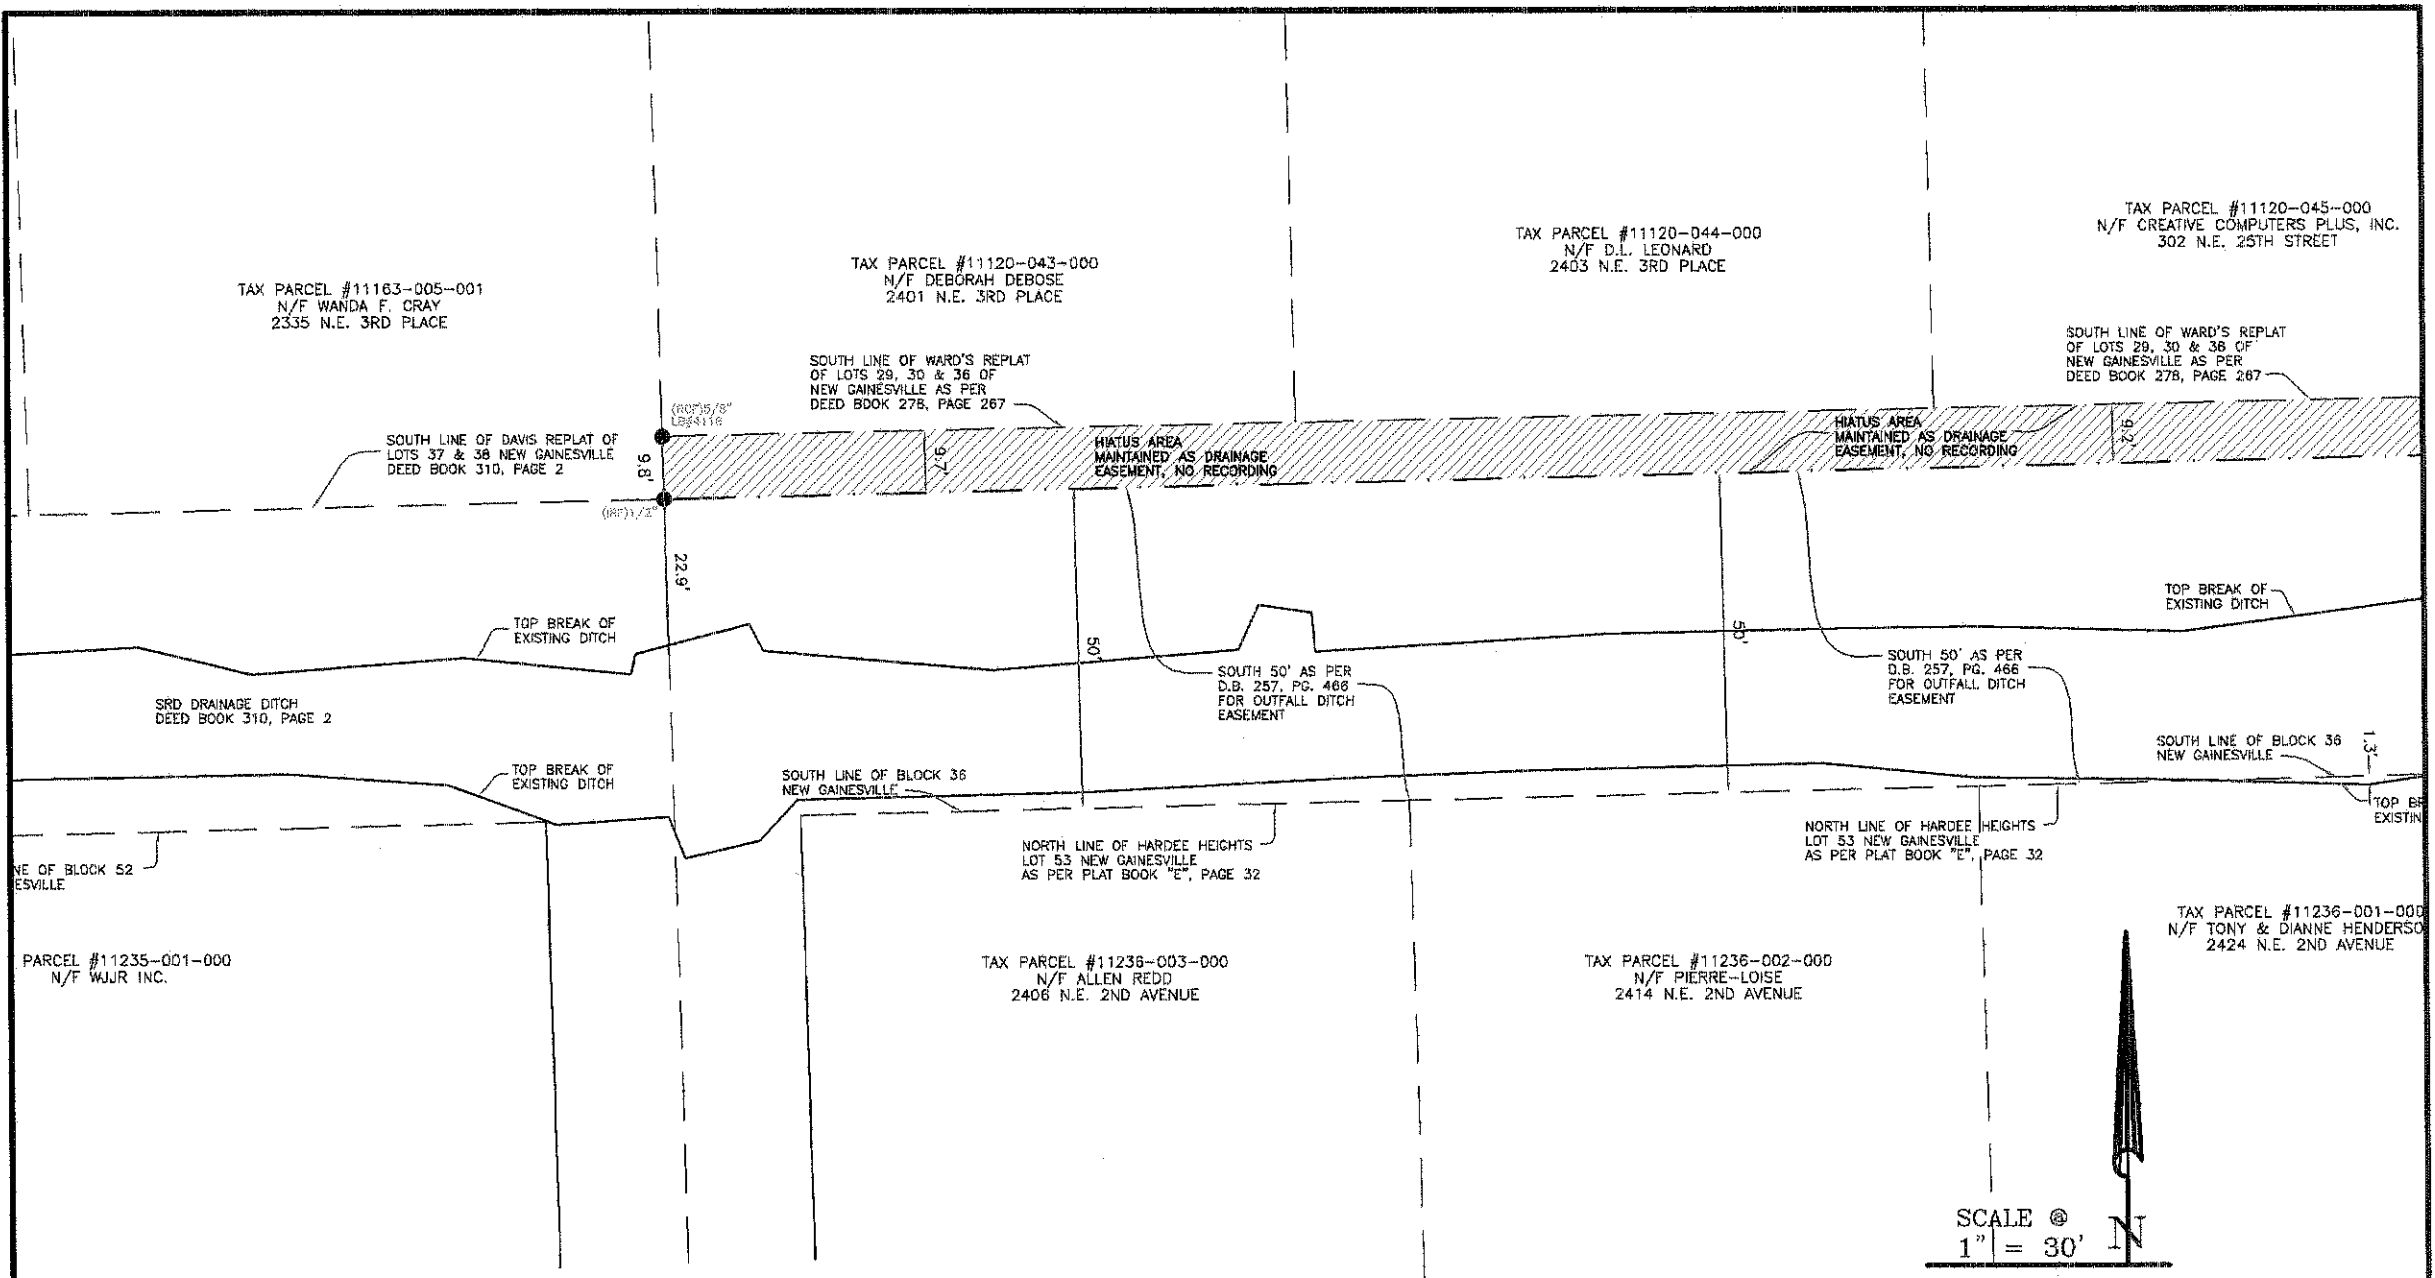 TAX PARCEL #11163-005-001
N/F WANDA F. CRAY
2335 N.E. 3RD PLACE
TAX PARCEL #11120-043-000
N/F DEBORAH DEBOSE
2401 N.E. 3RD PLACE
TAX PARCEL #11120-044-000
N/F D.L. LEONARD
2403 N.E. 3RD PLACE
TAX PARCEL #11120-045-000
N/F CREATIVE COMPUTERS PLUS, INC.
302 N.E. 25TH STREET
SOUTH LINE OF WARD'S REPLAT
OF LOTS 29, 30 & 36 OF
NEW GAINESVILLE AS PER
DEED BOOK 278, PAGE 267
SOUTH LINE OF WARD'S REPLAT
OF LOTS 29, 30 & 36 OF
NEW GAINESVILLE AS PER
DEED BOOK 278, PAGE 267
5/8"
LB#4116
SOUTH LINE OF DAVIS REPLAT OF
LOTS 37 & 38 NEW GAINESVILLE
DEED BOOK 310, PAGE 2
9.8'
9.7'
HIATUS AREA
MAINTAINED AS DRAINAGE
EASEMENT, NO RECORDING
HIATUS AREA
MAINTAINED AS DRAINAGE
EASEMENT, NO RECORDING
9.2'
1/2"
22.9'
TOP BREAK OF
EXISTING DITCH
50'
50'
TOP BREAK OF
EXISTING DITCH
SOUTH 50' AS PER
D.B. 257, PG. 466
FOR OUTFALL DITCH
EASEMENT
SOUTH 50' AS PER
D.B. 257, PG. 466
FOR OUTFALL DITCH
EASEMENT
SRD DRAINAGE DITCH
DEED BOOK 310, PAGE 2
TOP BREAK OF
EXISTING DITCH
SOUTH LINE OF BLOCK 36
NEW GAINESVILLE
SOUTH LINE OF BLOCK 36
NEW GAINESVILLE
1.3'
TOP BR
EXISTIN
NORTH LINE OF HARDEE HEIGHTS
LOT 53 NEW GAINESVILLE
AS PER PLAT BOOK "E", PAGE 32
NORTH LINE OF HARDEE HEIGHTS
LOT 53 NEW GAINESVILLE
AS PER PLAT BOOK "E", PAGE 32
NE OF BLOCK 52
ESVILLE
PARCEL #11235-001-000
N/F WJJR INC.
TAX PARCEL #11236-003-000
N/F ALLEN REDD
2406 N.E. 2ND AVENUE
TAX PARCEL #11236-002-000
N/F PIERRE-LOISE
2414 N.E. 2ND AVENUE
TAX PARCEL #11236-001-000
N/F TONY & DIANNE HENDERSO
2424 N.E. 2ND AVENUE
SCALE @
1" = 30'
N